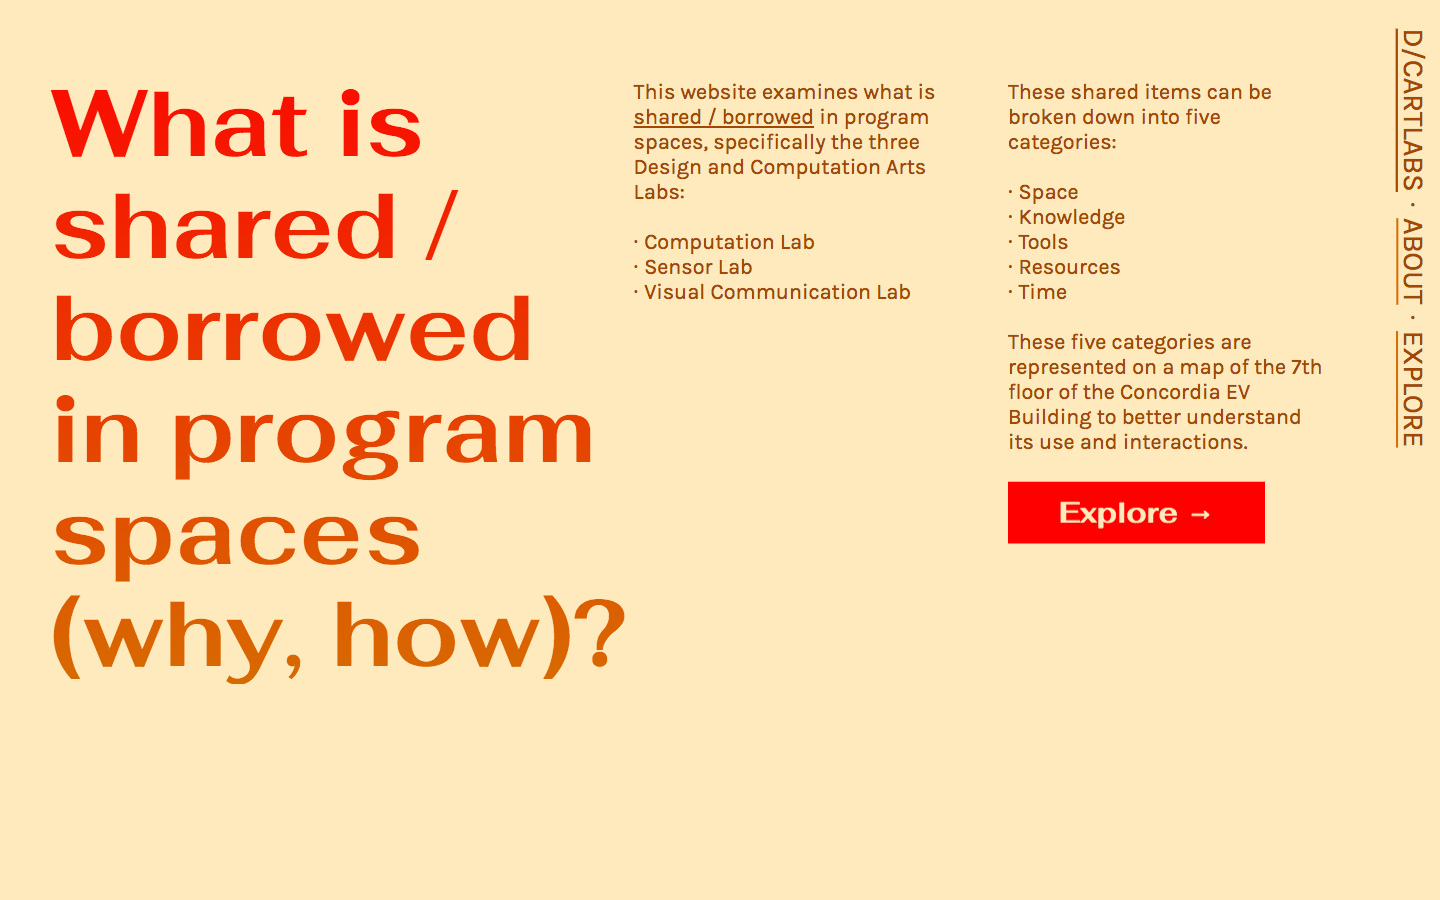 What is
shared /
borrowed
in program
spaces
(why, how)?
This website examines what is
shared / borrowed in program
spaces, specifically the three
Design and Computation Arts
Labs:
· Computation Lab
· Sensor Lab
· Visual Communication Lab
These shared items can be
broken down into five
categories:
· Space
· Knowledge
· Tools
· Resources
· Time
These five categories are
represented on a map of the 7th
floor of the Concordia EV
Building to better understand
its use and interactions.
Explore →
D/CARTLABS · ABOUT · EXPLORE